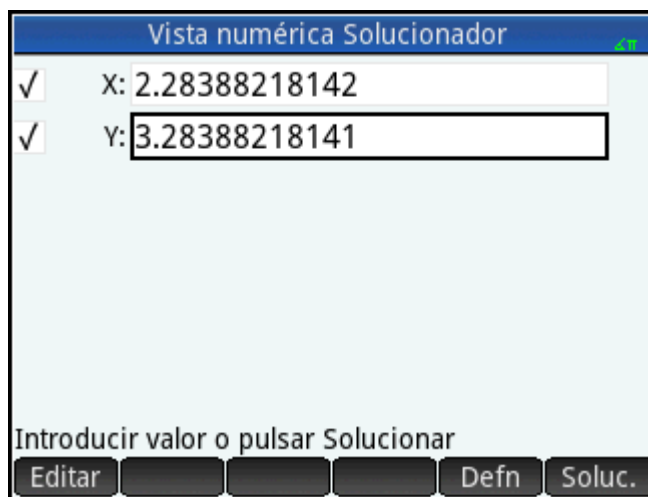 Vista numérica Solucionador
∡π
√ X: 2.28388218142
√ Y: 3.28388218141
Introducir valor o pulsar Solucionar
Editar Defn Soluc.